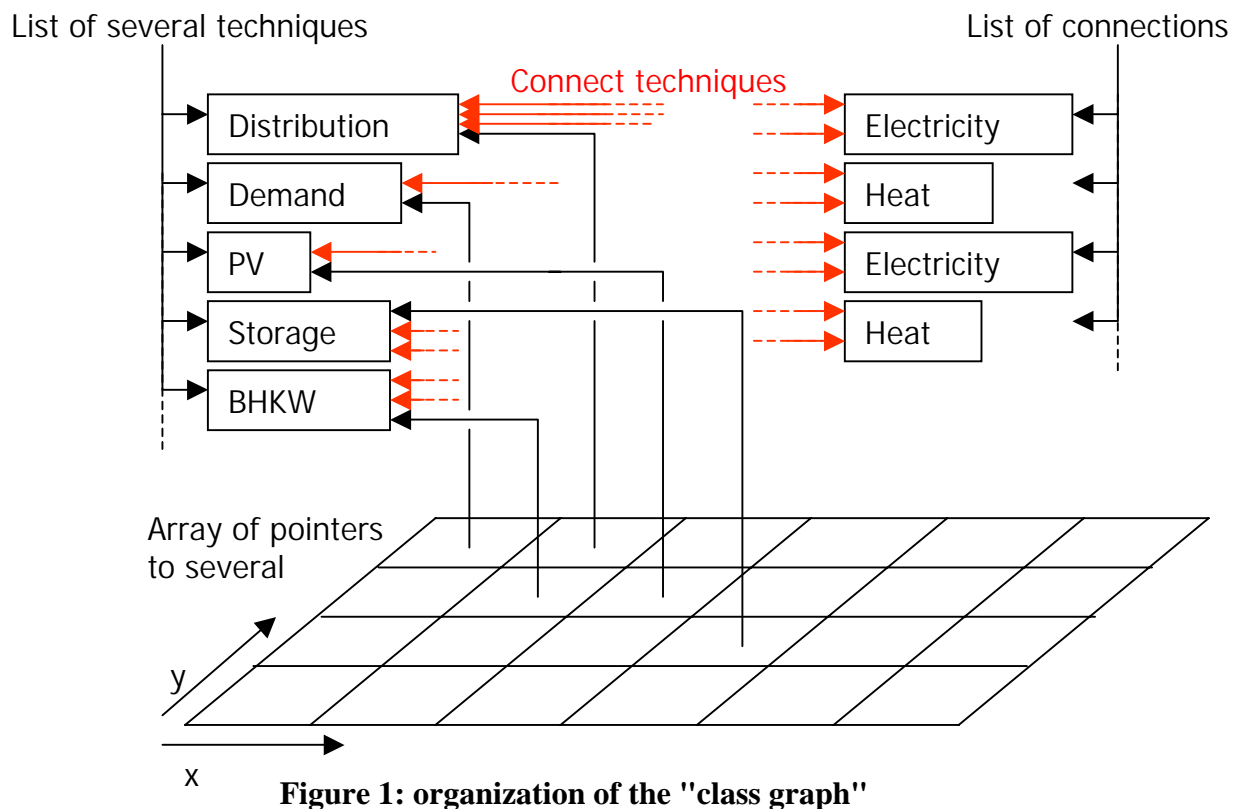 List of several techniques
List of connections
Connect techniques
Distribution
Demand
PV
Storage
BHKW
Electricity
Heat
Electricity
Heat
Array of pointers
to several
y
x
Figure 1: organization of the "class graph"